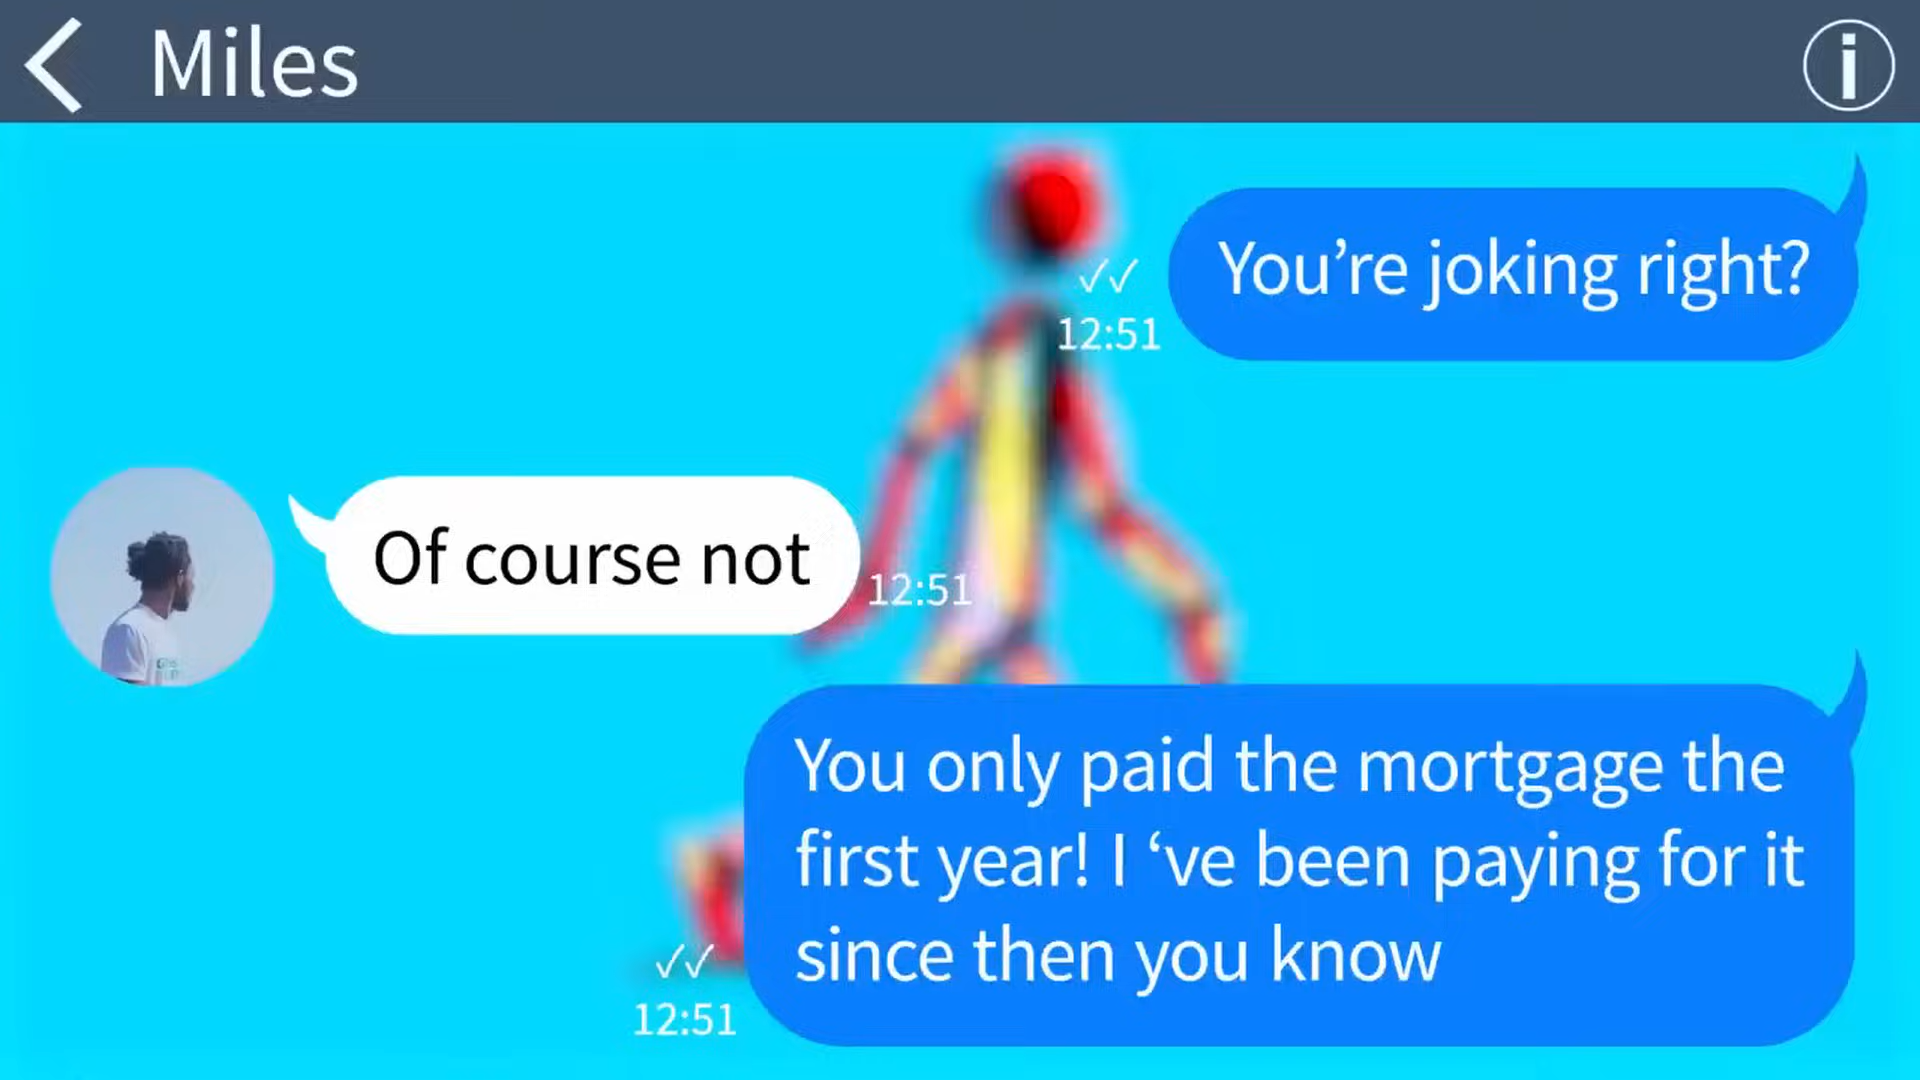 Miles
You’re joking right?
✓✓
12:51
Of course not
12:51
You only paid the mortgage the
first year! I ‘ve been paying for it
since then you know
✓✓
12:51